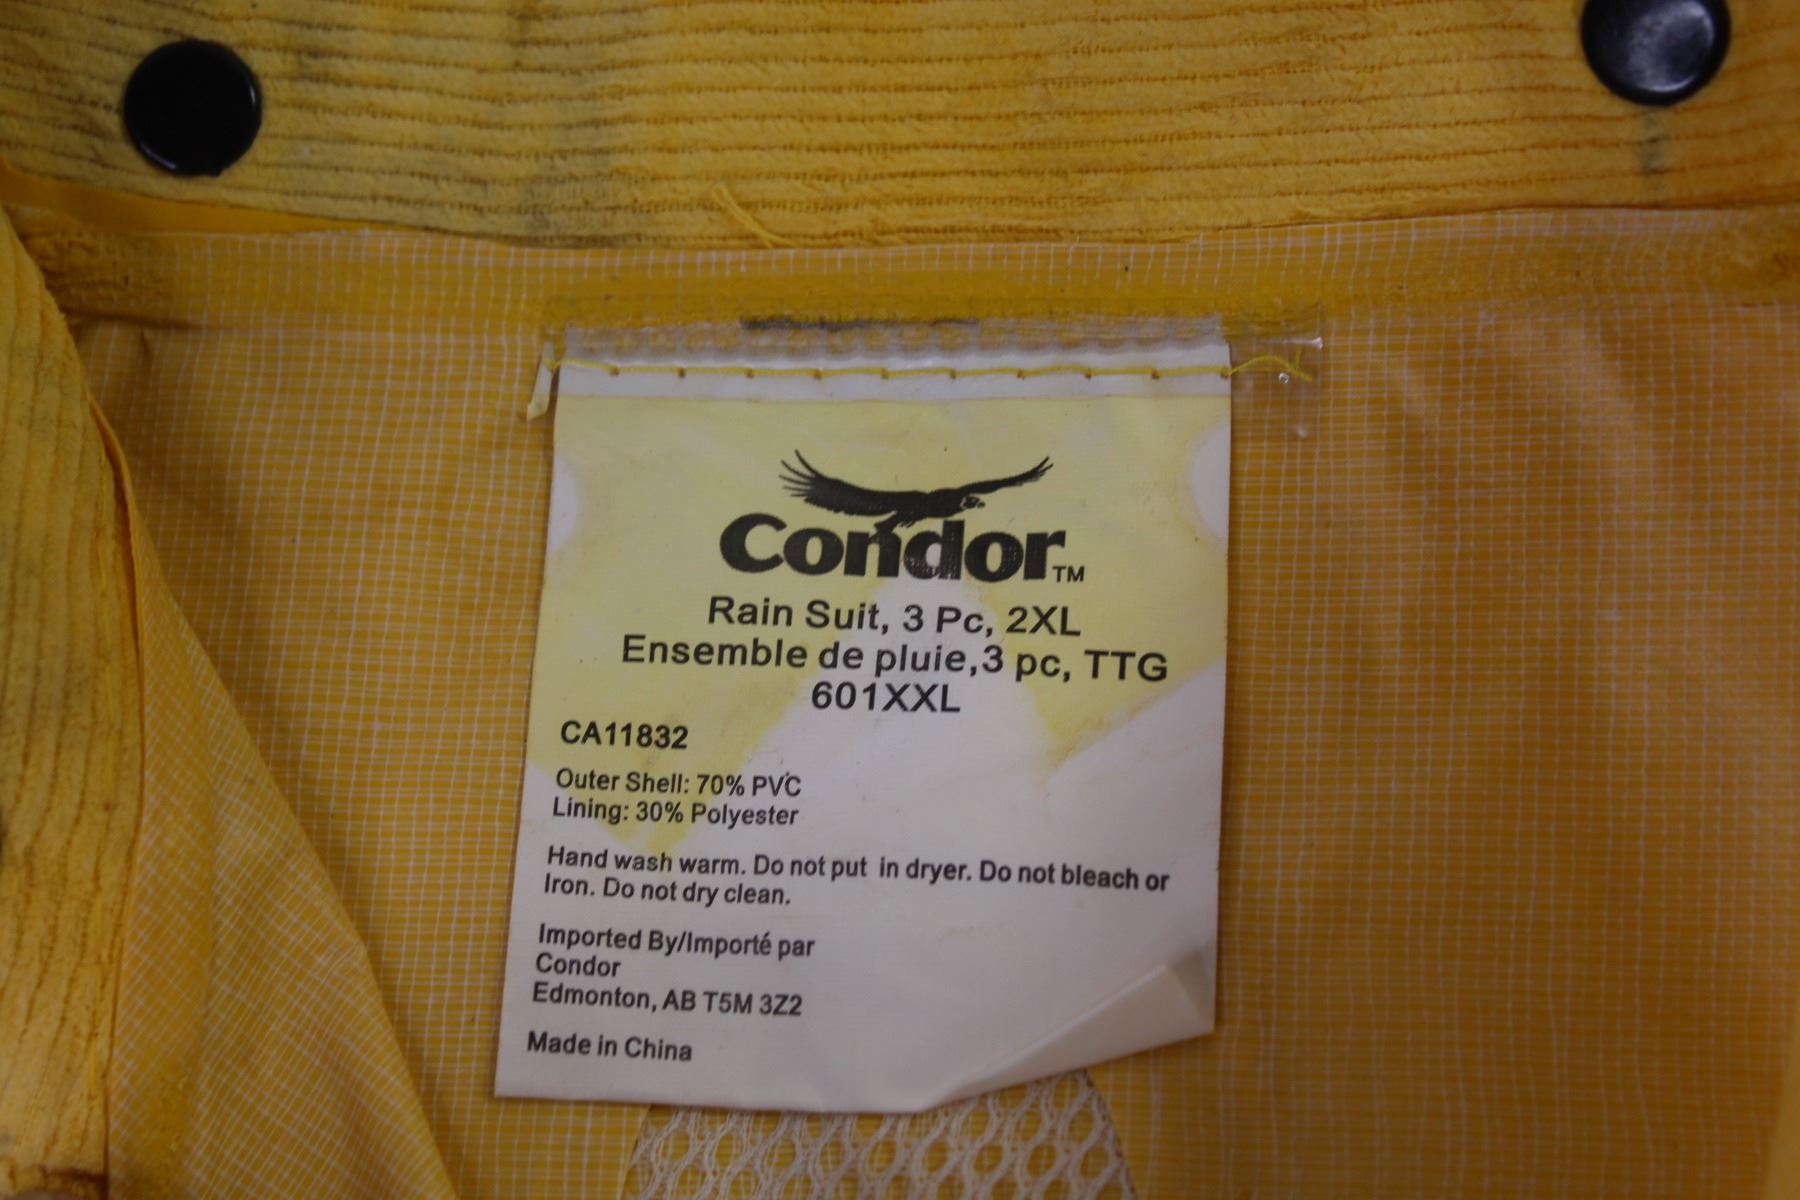 Condor™
Rain Suit, 3 Pc, 2XL
Ensemble de pluie,3 pc, TTG
601XXL
CA11832
Outer Shell: 70% PVC
Lining: 30% Polyester
Hand wash warm. Do not put in dryer. Do not bleach or
Iron. Do not dry clean.
Imported By/Importé par
Condor
Edmonton, AB T5M 3Z2
Made in China